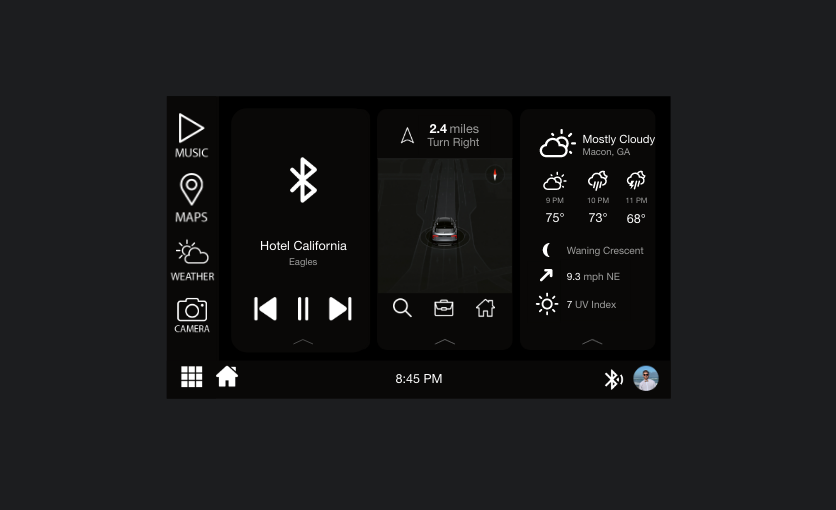 MUSIC
MAPS
WEATHER
CAMERA
Hotel California
Eagles
2.4 miles
Turn Right
Mostly Cloudy
Macon, GA
9 PM 10 PM 11 PM
75° 73° 68°
Waning Crescent
9.3 mph NE
7 UV Index
8:45 PM